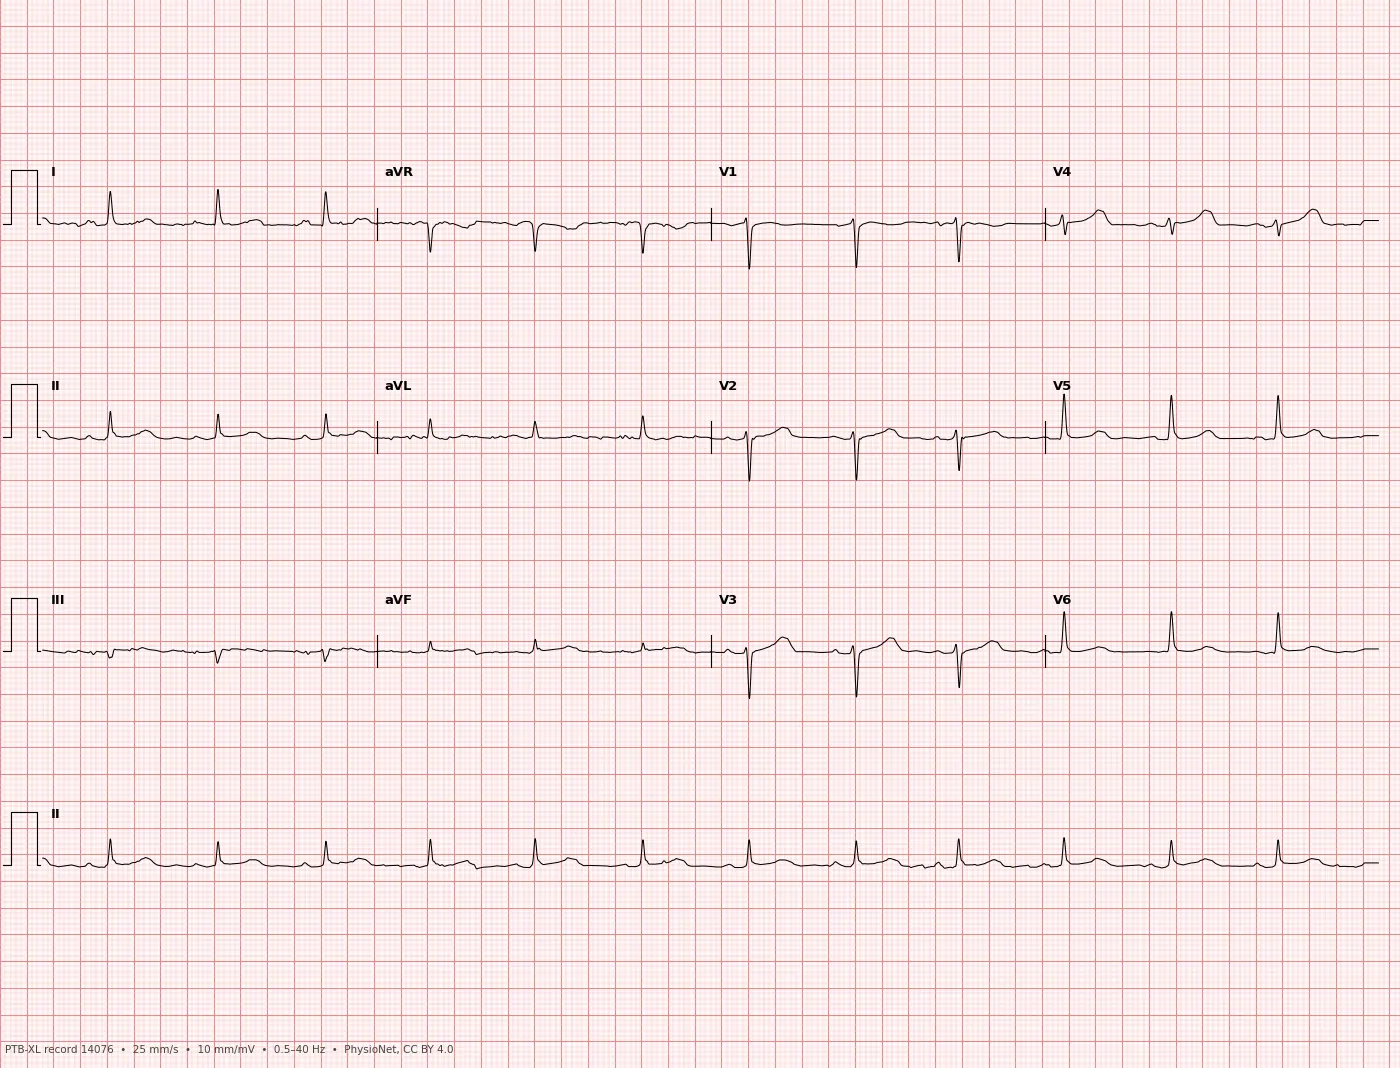 I aVR V1 V4
II aVL V2 V5
III aVF V3 V6
II
PTB-XL record 14076 • 25 mm/s • 10 mm/mV • 0.5–40 Hz • PhysioNet, CC BY 4.0